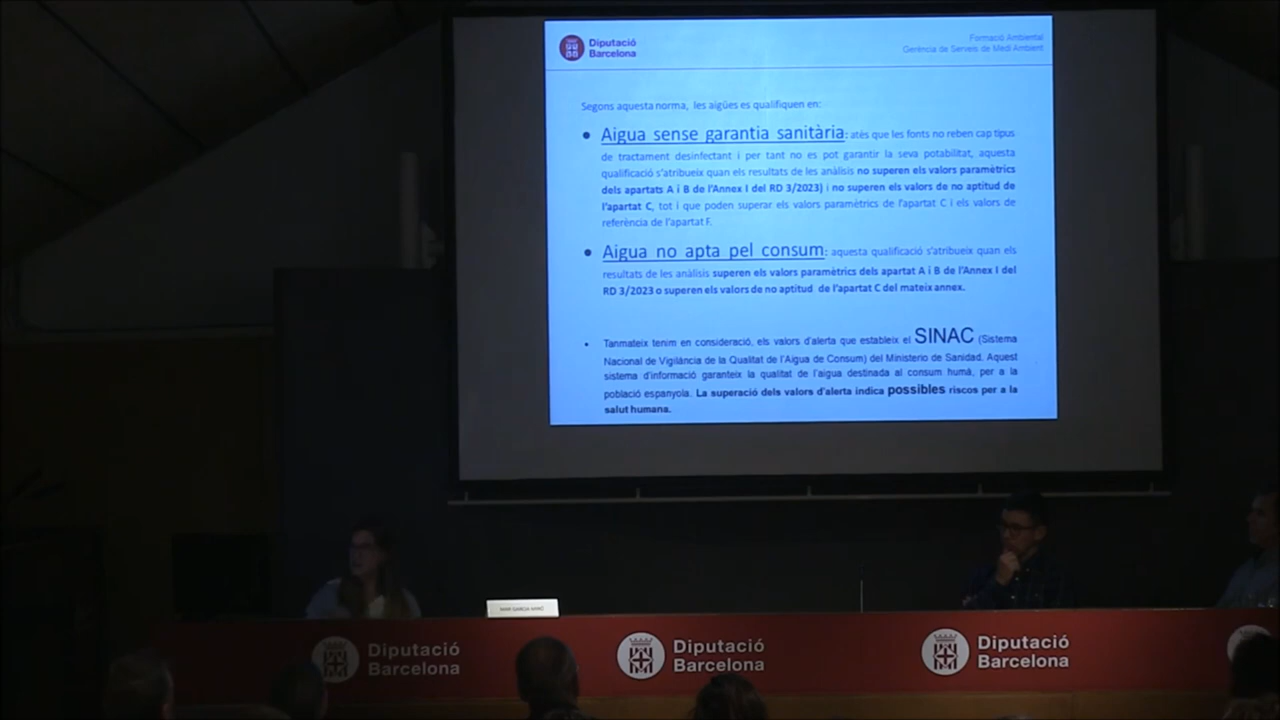 Diputació
Barcelona
Formació Ambiental
Gerència de Serveis de Medi Ambient
Segons aquesta norma, les aigües es qualifiquen en:
• Aigua sense garantia sanitària: atès que les fonts no reben cap tipus
de tractament desinfectant i per tant no es pot garantir la seva potabilitat, aquesta
qualificació s'atribueix quan els resultats de les anàlisis no superen els valors paramètrics
dels apartats A i B de l'Annex I del RD 3/2023) i no superen els valors de no aptitud de
l'apartat C, tot i que poden superar els valors paramètrics de l'apartat C i els valors de
referència de l'apartat F.
• Aigua no apta pel consum: aquesta qualificació s'atribueix quan els
resultats de les anàlisis superen els valors paramètrics dels apartat A i B de l'Annex I del
RD 3/2023 o superen els valors de no aptitud de l'apartat C del mateix annex.
• Tanmateix tenim en consideració, els valors d'alerta que estableix el SINAC (Sistema
Nacional de Vigilància de la Qualitat de l'Aigua de Consum) del Ministerio de Sanidad. Aquest
sistema d'informació garanteix la qualitat de l'aigua destinada al consum humà, per a la
població espanyola. La superació dels valors d'alerta indica possibles riscos per a la
salut humana.
Diputació
Barcelona
Diputació
Barcelona
Diputació
Barcelona